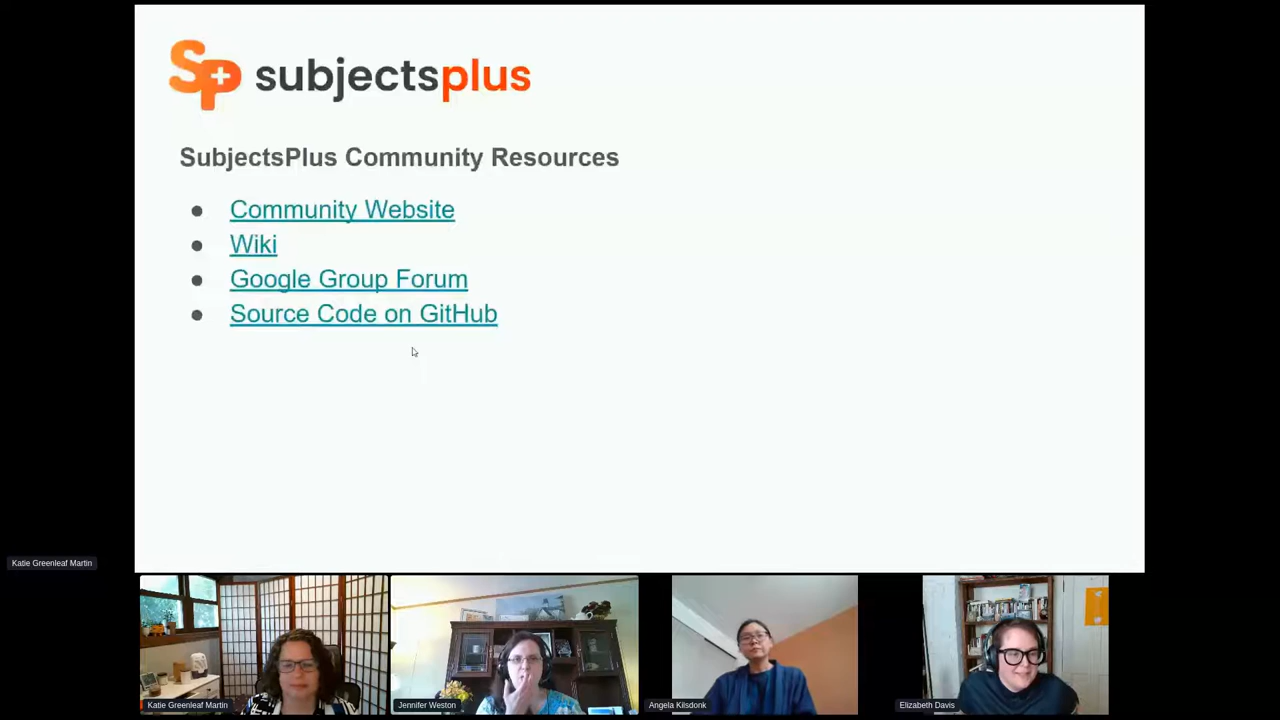 SP+ subjectsplus
SubjectsPlus Community Resources
Community Website
Wiki
Google Group Forum
Source Code on GitHub
Katie Greenleaf Martin
Katie Greenleaf Martin
Jennifer Weston
Angela Kilsdonk
Elizabeth Davis